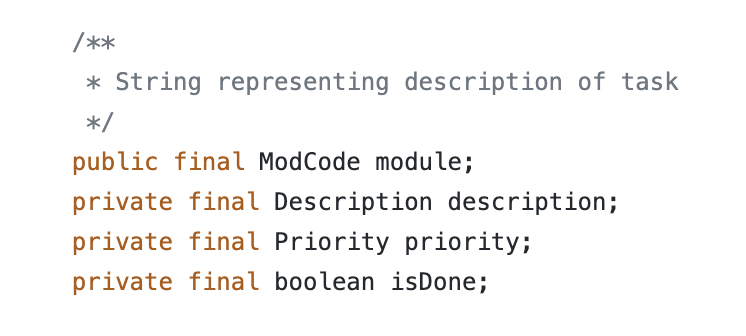 /**
 * String representing description of task
 */
public final ModCode module;
private final Description description;
private final Priority priority;
private final boolean isDone;